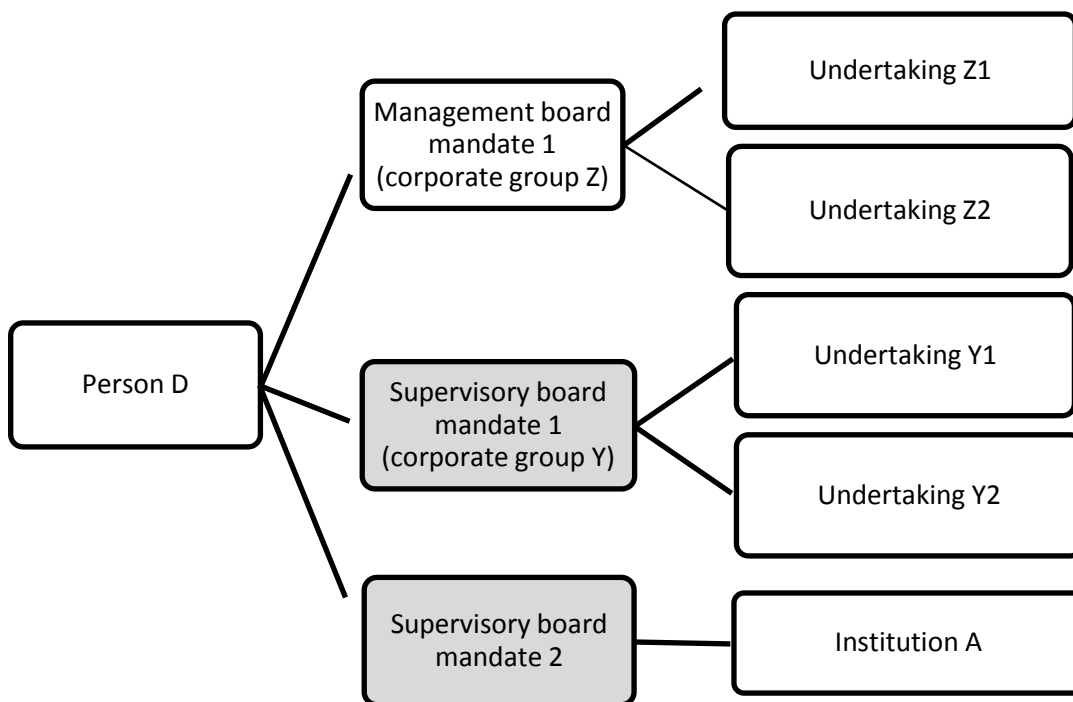 Person D
Management board
mandate 1
(corporate group Z)
Undertaking Z1
Undertaking Z2
Supervisory board
mandate 1
(corporate group Y)
Undertaking Y1
Undertaking Y2
Supervisory board
mandate 2
Institution A